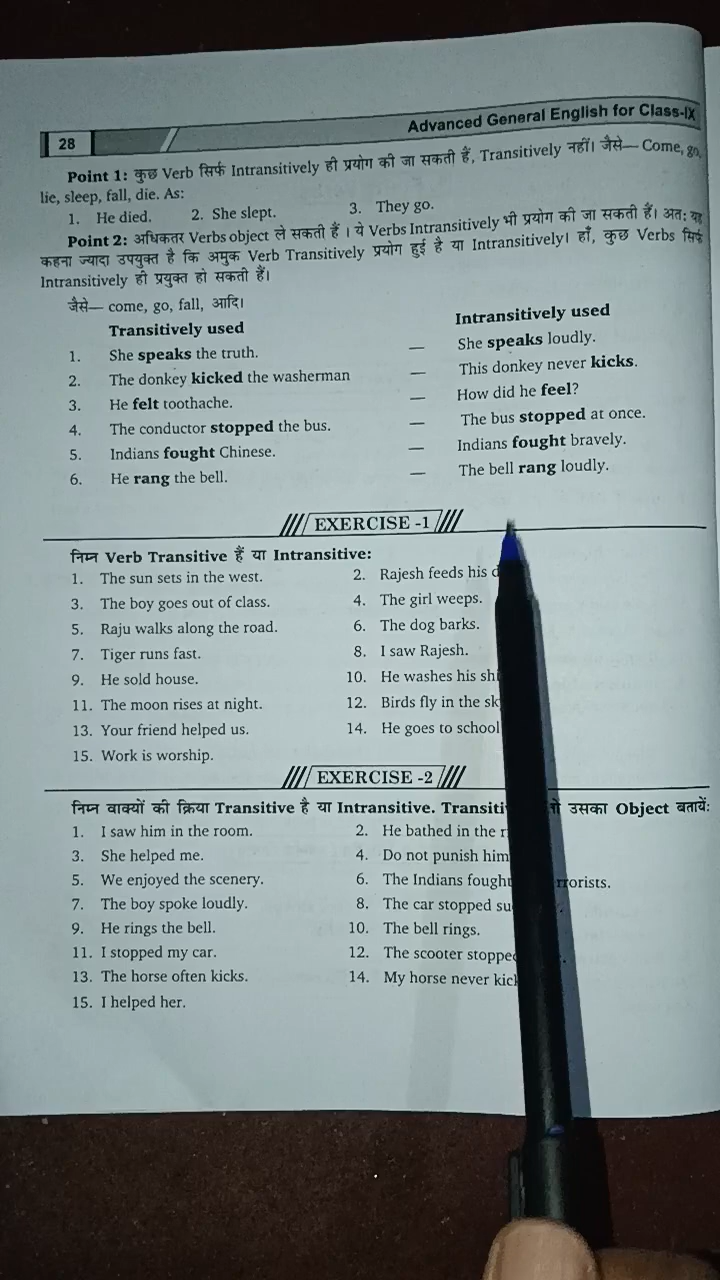 28
Advanced General English for Class-IX
Point 1: कुछ Verb सिर्फ Intransitively ही प्रयोग की जा सकती हैं, Transitively नहीं। जैसे— Come, go,
lie, sleep, fall, die. As:
1. He died. 2. She slept. 3. They go.
Point 2: अधिकतर Verbs object ले सकती हैं । ये Verbs Intransitively भी प्रयोग की जा सकती हैं। अत: यह
कहना ज्यादा उपयुक्त है कि अमुक Verb Transitively प्रयोग हुई है या Intransitively। हाँ, कुछ Verbs सिर्फ
Intransitively ही प्रयुक्त हो सकती हैं।
जैसे— come, go, fall, आदि।
Transitively used Intransitively used
1. She speaks the truth. — She speaks loudly.
2. The donkey kicked the washerman — This donkey never kicks.
3. He felt toothache. — How did he feel?
4. The conductor stopped the bus. — The bus stopped at once.
5. Indians fought Chinese. — Indians fought bravely.
6. He rang the bell. — The bell rang loudly.
EXERCISE -1
निम्न Verb Transitive हैं या Intransitive:
1. The sun sets in the west. 2. Rajesh feeds his
3. The boy goes out of class. 4. The girl weeps.
5. Raju walks along the road. 6. The dog barks.
7. Tiger runs fast. 8. I saw Rajesh.
9. He sold house. 10. He washes his
11. The moon rises at night. 12. Birds fly in the
13. Your friend helped us. 14. He goes to school
15. Work is worship.
EXERCISE -2
निम्न वाक्यों की क्रिया Transitive है या Intransitive. उसका Object बतायें:
1. I saw him in the room. 2. He bathed in the
3. She helped me. 4. Do not punish him
5. We enjoyed the scenery. 6. The Indians fought
7. The boy spoke loudly. 8. The car stopped
9. He rings the bell. 10. The bell rings.
11. I stopped my car. 12. The scooter
13. The horse often kicks. 14. My horse never
15. I helped her.